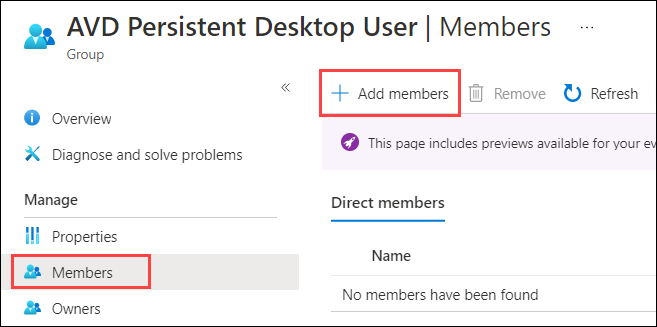 AVD Persistent Desktop User | Members ...
Group
«
Add members Remove Refresh
Overview
Diagnose and solve problems
This page includes previews available for your ev
Manage
Direct members
Properties
Name
Members
No members have been found
Owners